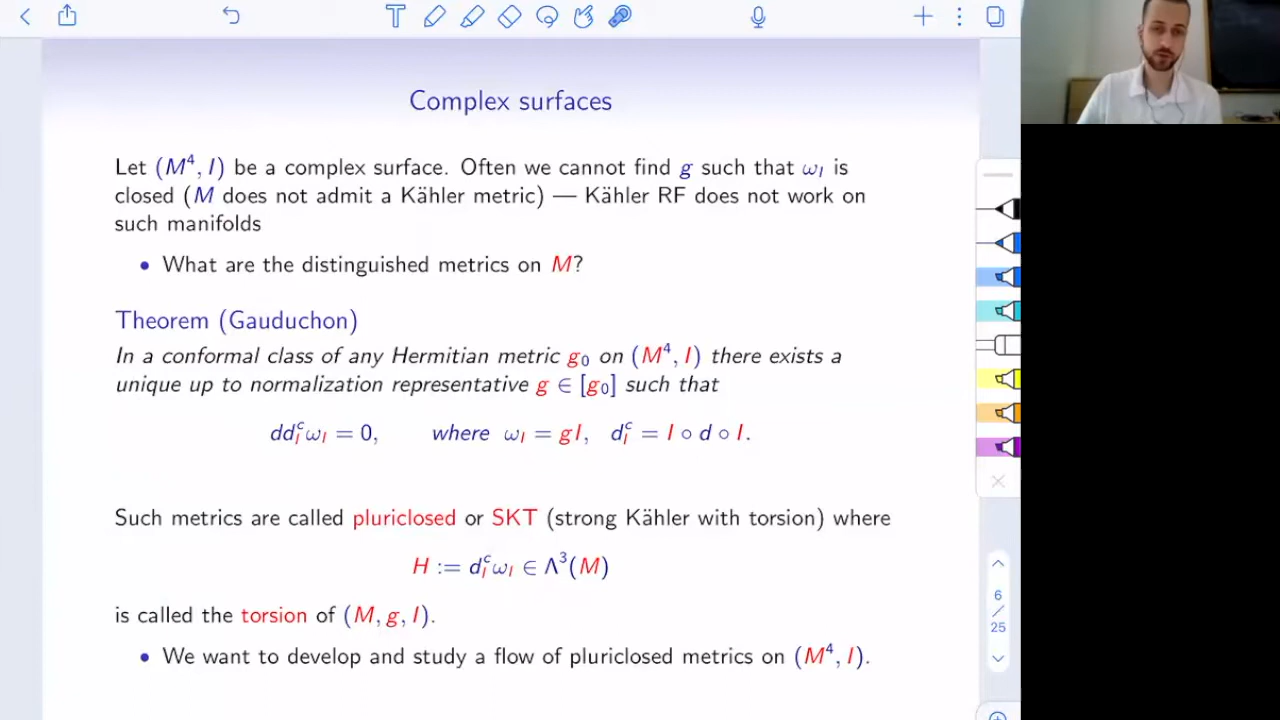 Complex surfaces
Let (M⁴, I) be a complex surface. Often we cannot find g such that ω_I is
closed (M does not admit a Kähler metric) — Kähler RF does not work on
such manifolds
• What are the distinguished metrics on M?
Theorem (Gauduchon)
In a conformal class of any Hermitian metric g₀ on (M⁴, I) there exists a
unique up to normalization representative g ∈ [g₀] such that
dd^c_I ω_I = 0, where ω_I = gI, d^c_I = I ∘ d ∘ I.
Such metrics are called pluriclosed or SKT (strong Kähler with torsion) where
H := d^c_I ω_I ∈ Λ³(M)
is called the torsion of (M, g, I).
• We want to develop and study a flow of pluriclosed metrics on (M⁴, I).
6
/
25